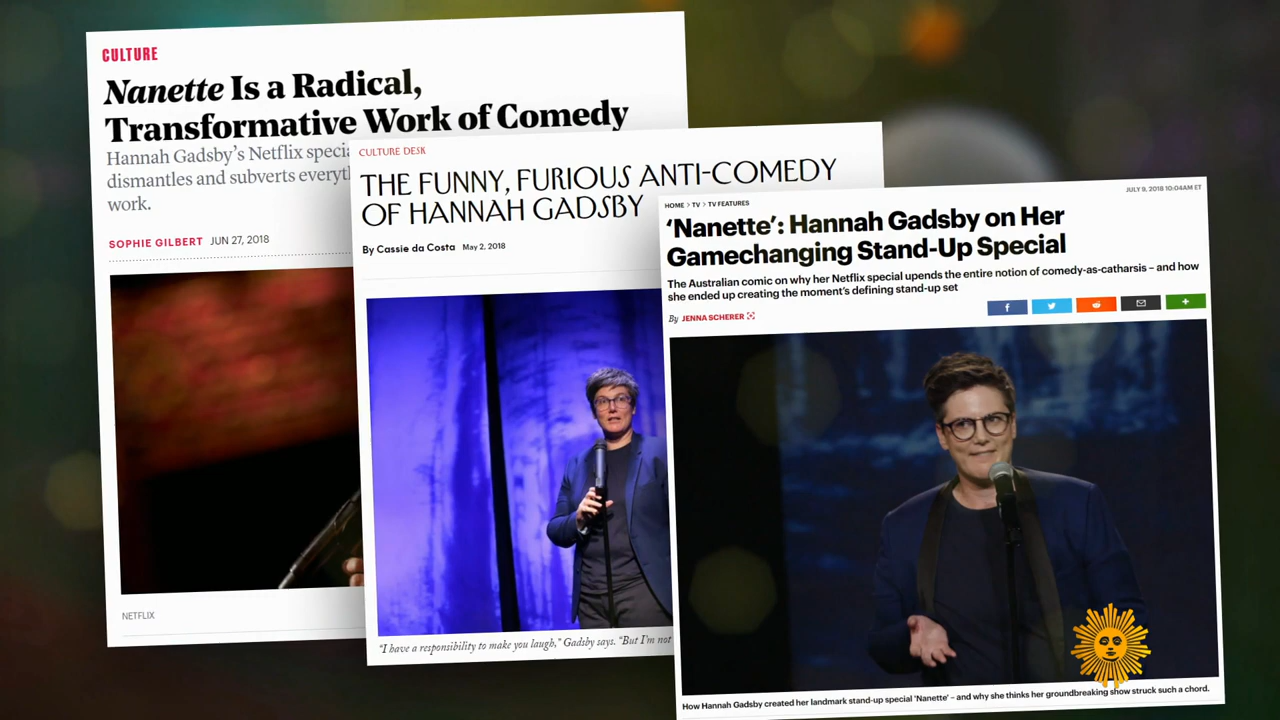 CULTURE
Nanette Is a Radical,
Transformative Work of Comedy
Hannah Gadsby's Netflix
dismantles and subverts
work.
SOPHIE GILBERT JUN 27, 2018
NETFLIX
CULTURE DESK
THE FUNNY, FURIOUS ANTI-COMEDY
OF HANNAH GADSBY
By Cassie da Costa May 2, 2018
"I have a responsibility to make you laugh," Gadsby says. "But I'm not
JULY 9, 2018 10:04AM ET
HOME > TV > TV FEATURES
'Nanette': Hannah Gadsby on Her
Gamechanging Stand-Up Special
The Australian comic on why her Netflix special upends the entire notion of comedy-as-catharsis – and how
she ended up creating the moment's defining stand-up set
By JENNA SCHERER
How Hannah Gadsby created her landmark stand-up special 'Nanette' – and why she thinks her groundbreaking show struck such a chord.